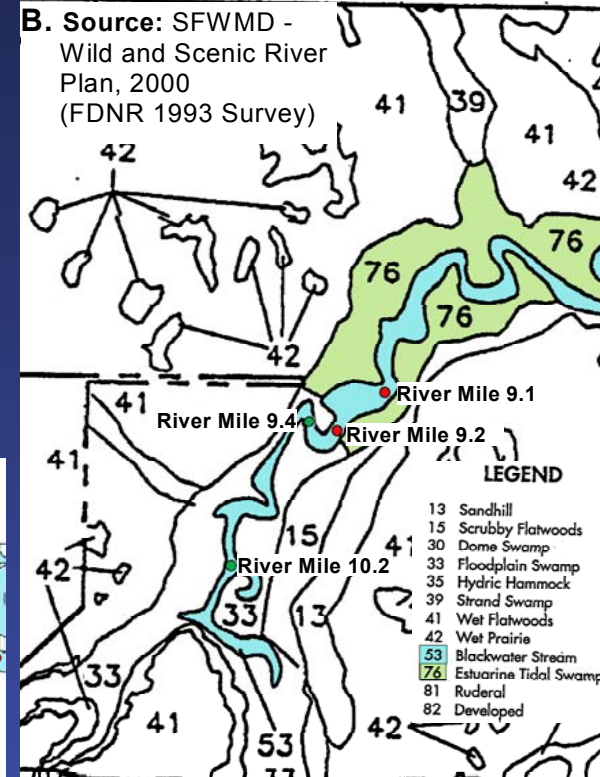 B. Source: SFWMD -
Wild and Scenic River
Plan, 2000
(FDNR 1993 Survey)
41
39
41
42
42
76
76
76
42
41
River Mile 9.1
River Mile 9.4
River Mile 9.2
41
LEGEND
13 Sandhill
15 Scrubby Flatwoods
30 Dome Swamp
33 Floodplain Swamp
35 Hydric Hammock
39 Strand Swamp
41 Wet Flatwoods
42 Wet Prairie
53 Blackwater Stream
76 Estuarine Tidal Swamp
81 Ruderal
82 Developed
15
41
River Mile 10.2
42
33
13
33
41
53
42